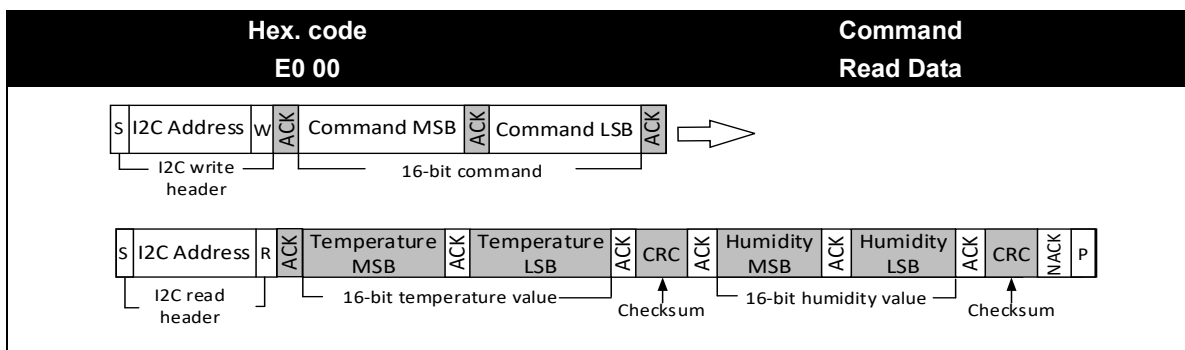 Hex. code Command
E0 00 Read Data
S I2C Address W ACK Command MSB ACK Command LSB ACK
I2C write
header
16-bit command
S I2C Address R ACK Temperature MSB ACK Temperature LSB ACK CRC ACK Humidity MSB ACK Humidity LSB ACK CRC NACK P
I2C read
header
16-bit temperature value
Checksum
16-bit humidity value
Checksum